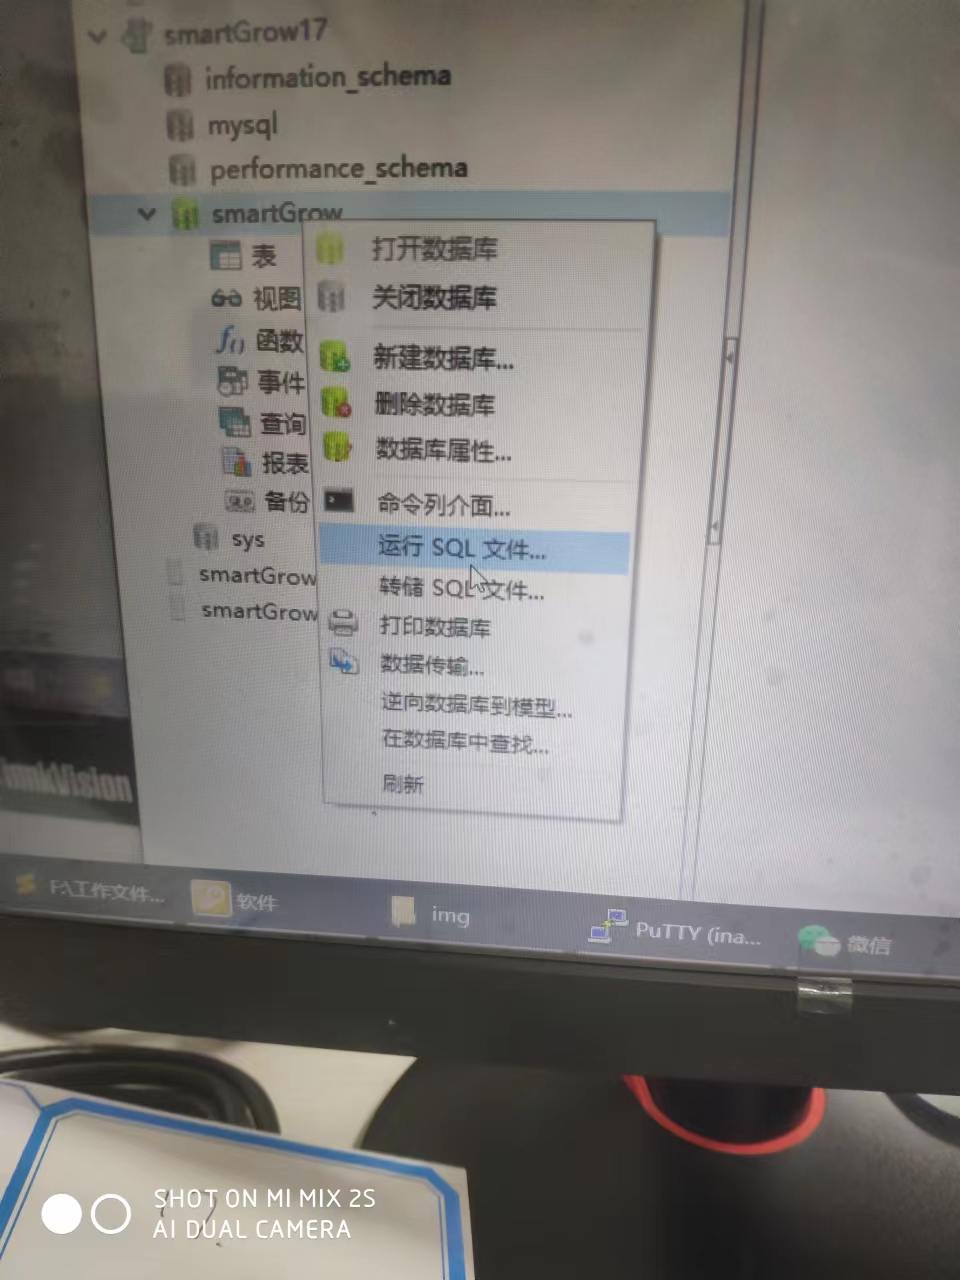 smartGrow17
information_schema
mysql
performance_schema
smartGrow
表
视图
函数
事件
查询
报表
备份
sys
smartGrow
smartGrow
打开数据库
关闭数据库
新建数据库...
删除数据库
数据库属性...
命令列介面...
运行 SQL 文件...
转储 SQL 文件...
打印数据库
数据传输...
逆向数据库到模型...
在数据库中查找...
刷新
工作文件...
软件
img
PuTTY (ina...
微信
SHOT ON MI MIX 2S
AI DUAL CAMERA